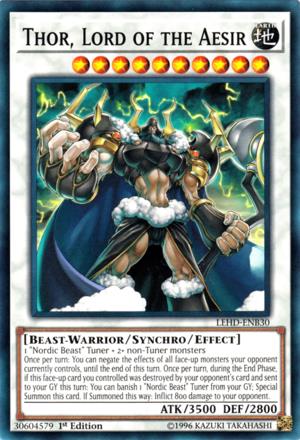 Thor, Lord of the Aesir
EARTH
地
LEHD-ENB30
[Beast-Warrior/Synchro/Effect]
1 "Nordic Beast" Tuner + 2+ non-Tuner monsters
Once per turn: You can negate the effects of all face-up monsters your opponent
currently controls, until the end of this turn. Once per turn, during the End Phase,
if this face-up card you controlled was destroyed by your opponent's card and sent
to your GY this turn: You can banish 1 "Nordic Beast" Tuner from your GY; Special
Summon this card. If Summoned this way: Inflict 800 damage to your opponent.
ATK/3500 DEF/2800
30604579 1st Edition ©1996 KAZUKI TAKAHASHI